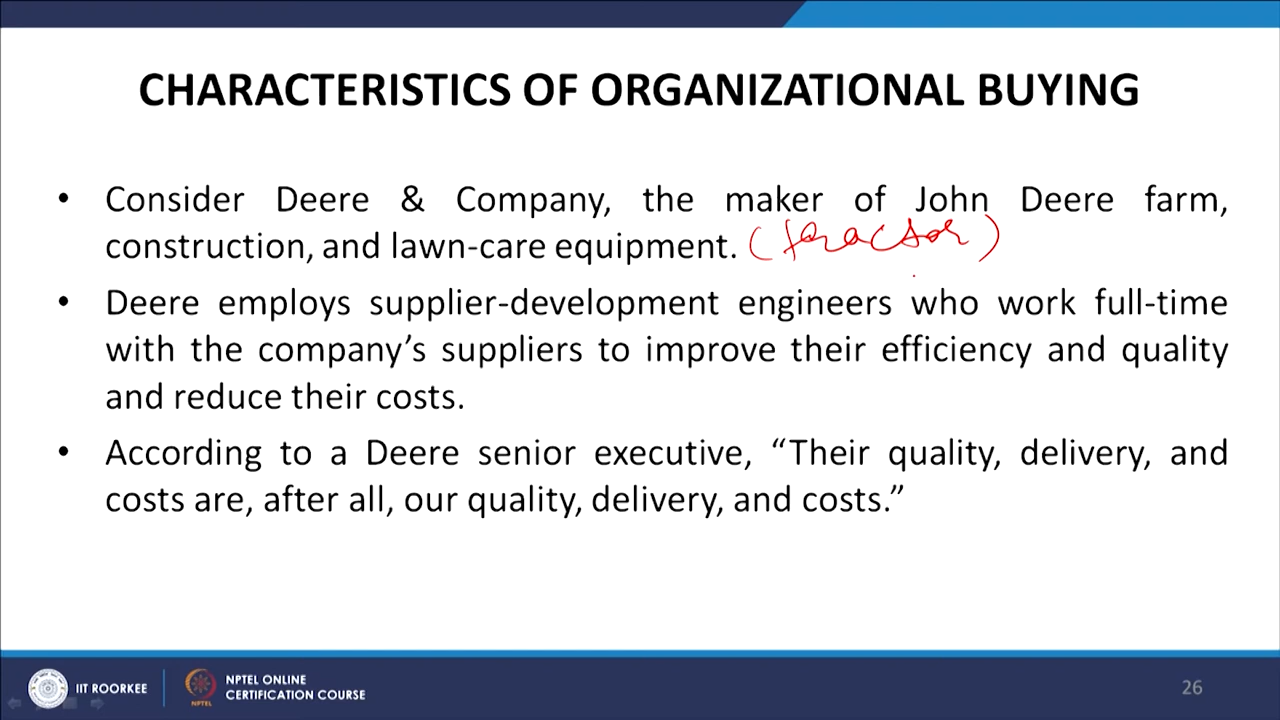 CHARACTERISTICS OF ORGANIZATIONAL BUYING
• Consider Deere & Company, the maker of John Deere farm,
construction, and lawn-care equipment. (tractor)
• Deere employs supplier-development engineers who work full-time
with the company’s suppliers to improve their efficiency and quality
and reduce their costs.
• According to a Deere senior executive, “Their quality, delivery, and
costs are, after all, our quality, delivery, and costs.”
IIT ROORKEE
NPTEL ONLINE
CERTIFICATION COURSE
NPTEL
26